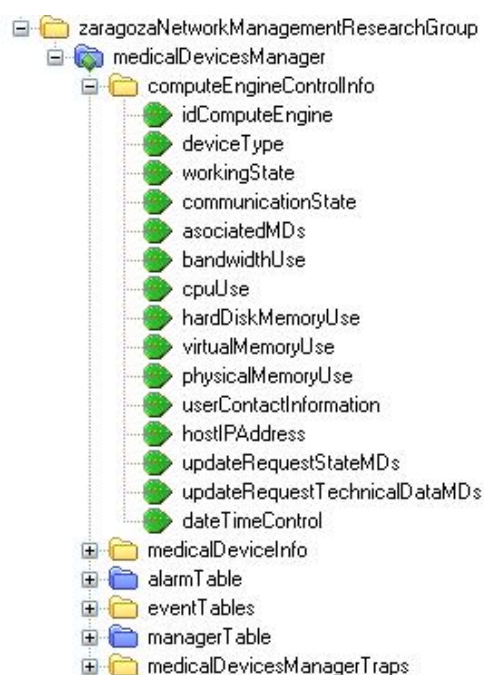 zaragozaNetworkManagementResearchGroup
medicalDevicesManager
computeEngineControlInfo
idComputeEngine
deviceType
workingState
communicationState
asociatedMDs
bandwidthUse
cpuUse
hardDiskMemoryUse
virtualMemoryUse
physicalMemoryUse
userContactInformation
hostIPAddress
updateRequestStateMDs
updateRequestTechnicalDataMDs
dateTimeControl
medicalDeviceInfo
alarmTable
eventTables
managerTable
medicalDevicesManagerTraps